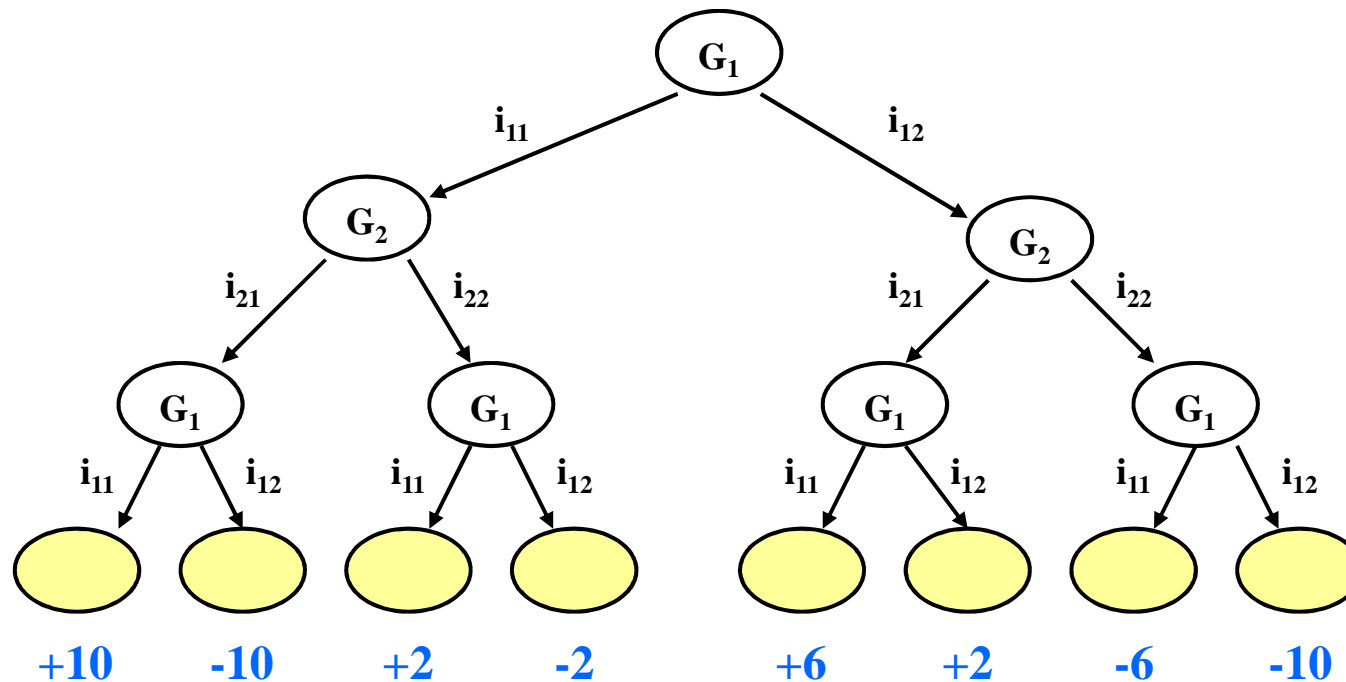 G₁
i₁₁ i₁₂
G₂ G₂
i₂₁ i₂₂ i₂₁ i₂₂
G₁ G₁ G₁ G₁
i₁₁ i₁₂ i₁₁ i₁₂ i₁₁ i₁₂ i₁₁ i₁₂
+10 -10 +2 -2 +6 +2 -6 -10